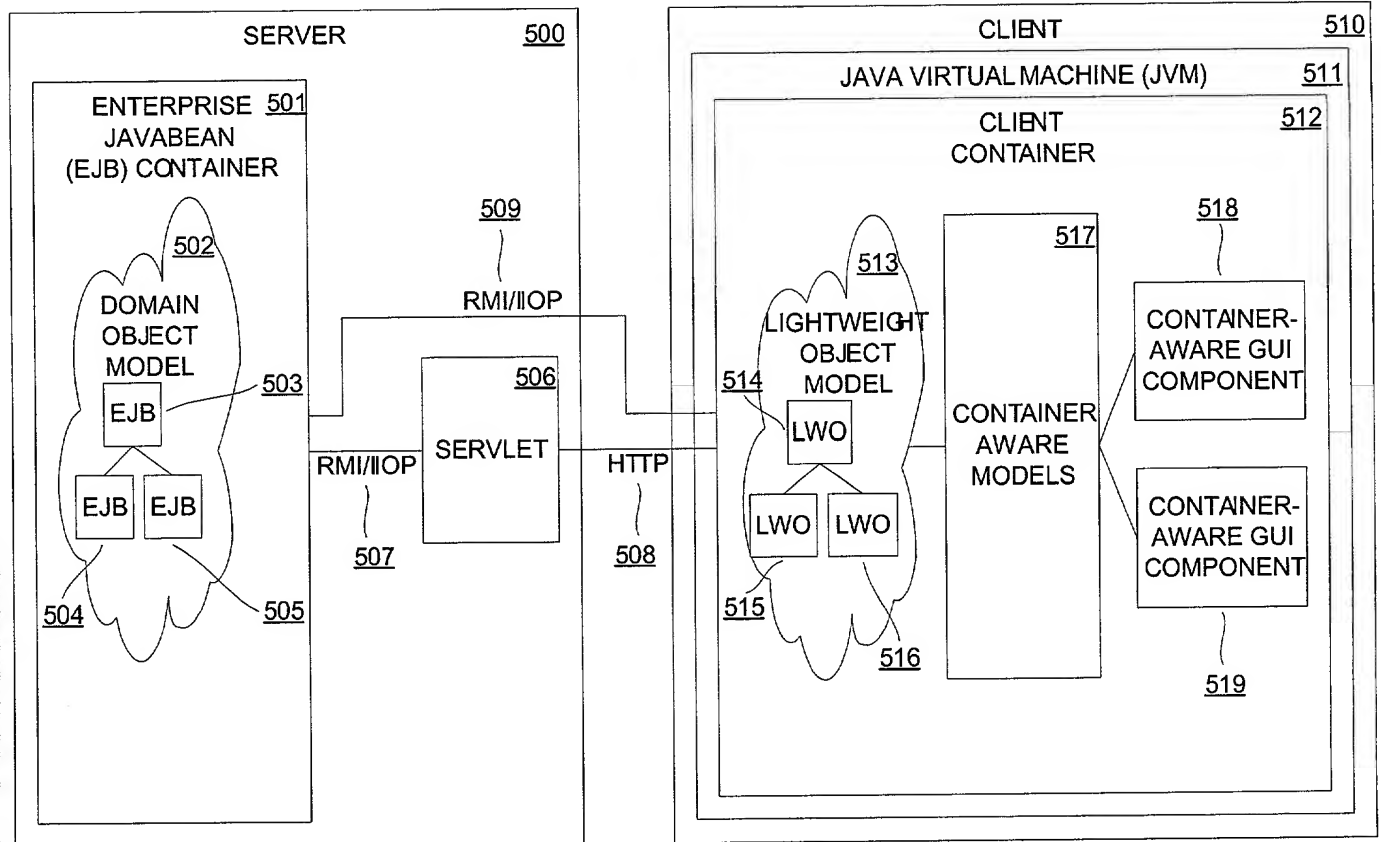 SERVER 500
ENTERPRISE 501
JAVABEAN
(EJB) CONTAINER
502
DOMAIN
OBJECT
MODEL
503
EJB
EJB EJB
504
505
509
RMI/IIOP
506
SERVLET
RMI/IIOP
507
HTTP
508
CLIENT 510
JAVA VIRTUAL MACHINE (JVM) 511
CLIENT 512
CONTAINER
513
LIGHTWEIGHT
OBJECT
MODEL
514
LWO
LWO LWO
515
516
517
CONTAINER
AWARE
MODELS
518
CONTAINER-
AWARE GUI
COMPONENT
CONTAINER-
AWARE GUI
COMPONENT
519